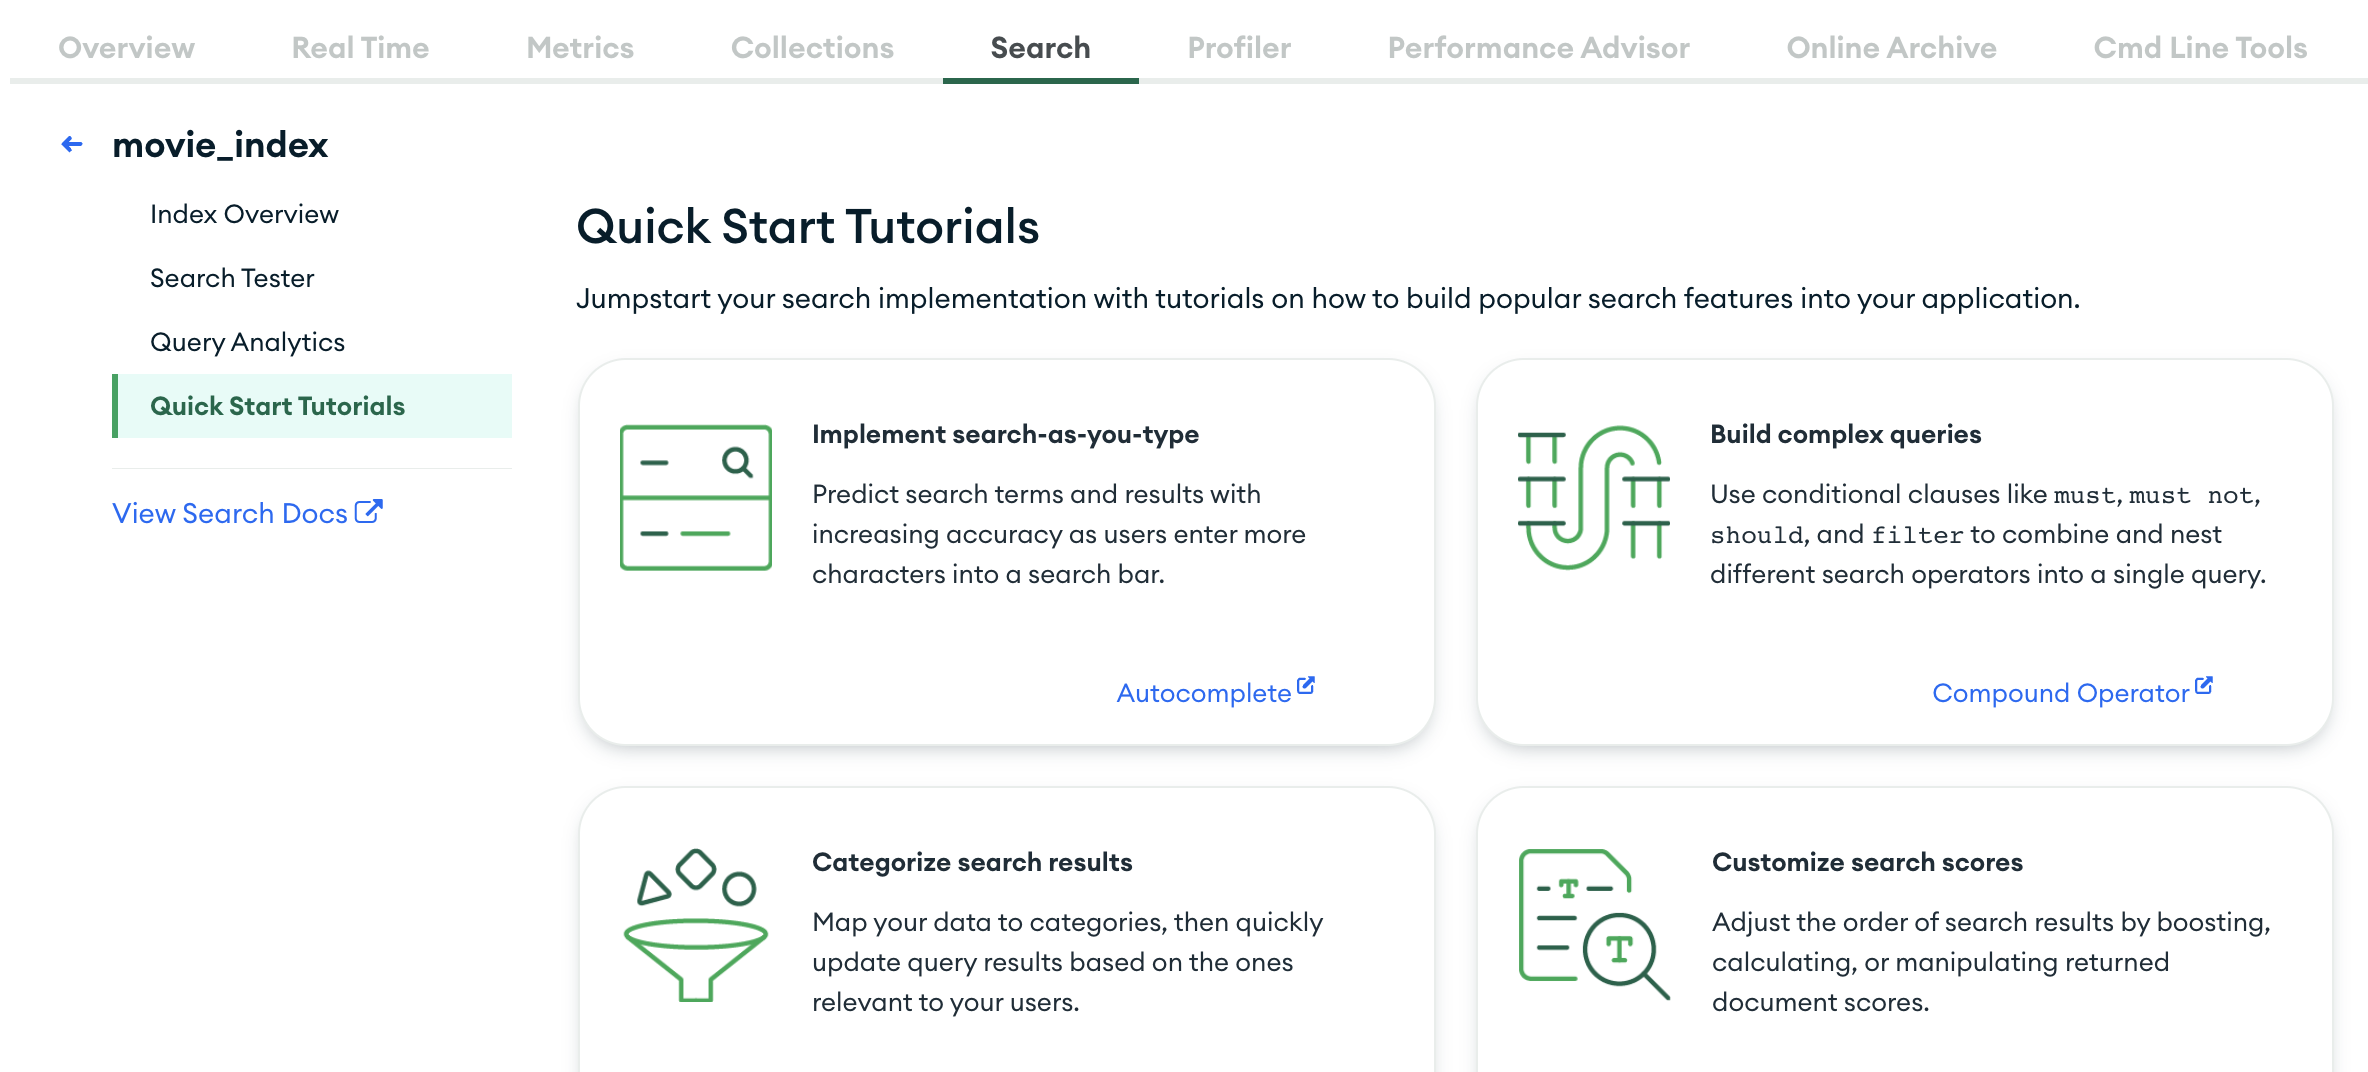 Overview Real Time Metrics Collections Search Profiler Performance Advisor Online Archive Cmd Line Tools
movie_index
Index Overview
Search Tester
Query Analytics
Quick Start Tutorials
View Search Docs
Quick Start Tutorials
Jumpstart your search implementation with tutorials on how to build popular search features into your application.
Implement search-as-you-type
Predict search terms and results with
increasing accuracy as users enter more
characters into a search bar.
Autocomplete
Build complex queries
Use conditional clauses like must, must not,
should, and filter to combine and nest
different search operators into a single query.
Compound Operator
Categorize search results
Map your data to categories, then quickly
update query results based on the ones
relevant to your users.
T
T
Customize search scores
Adjust the order of search results by boosting,
calculating, or manipulating returned
document scores.